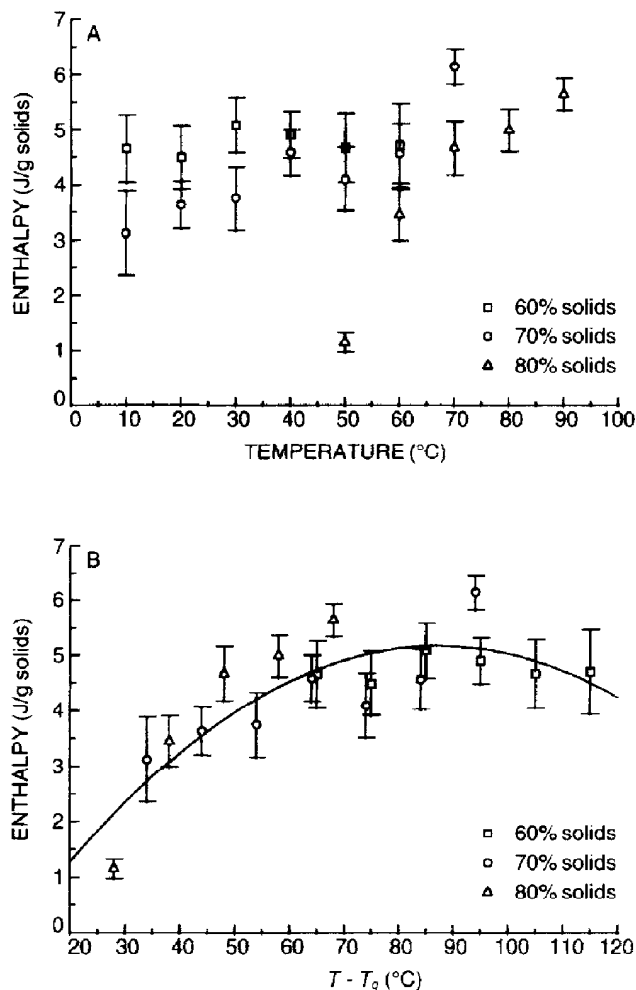 A
7
6
5
4
3
2
1
0
ENTHALPY (J/g solids)
60% solids
70% solids
80% solids
0 10 20 30 40 50 60 70 80 90 100
TEMPERATURE (°C)
B
7
6
5
4
3
2
1
0
ENTHALPY (J/g solids)
60% solids
70% solids
80% solids
20 30 40 50 60 70 80 90 100 110 120
T - Tg (°C)